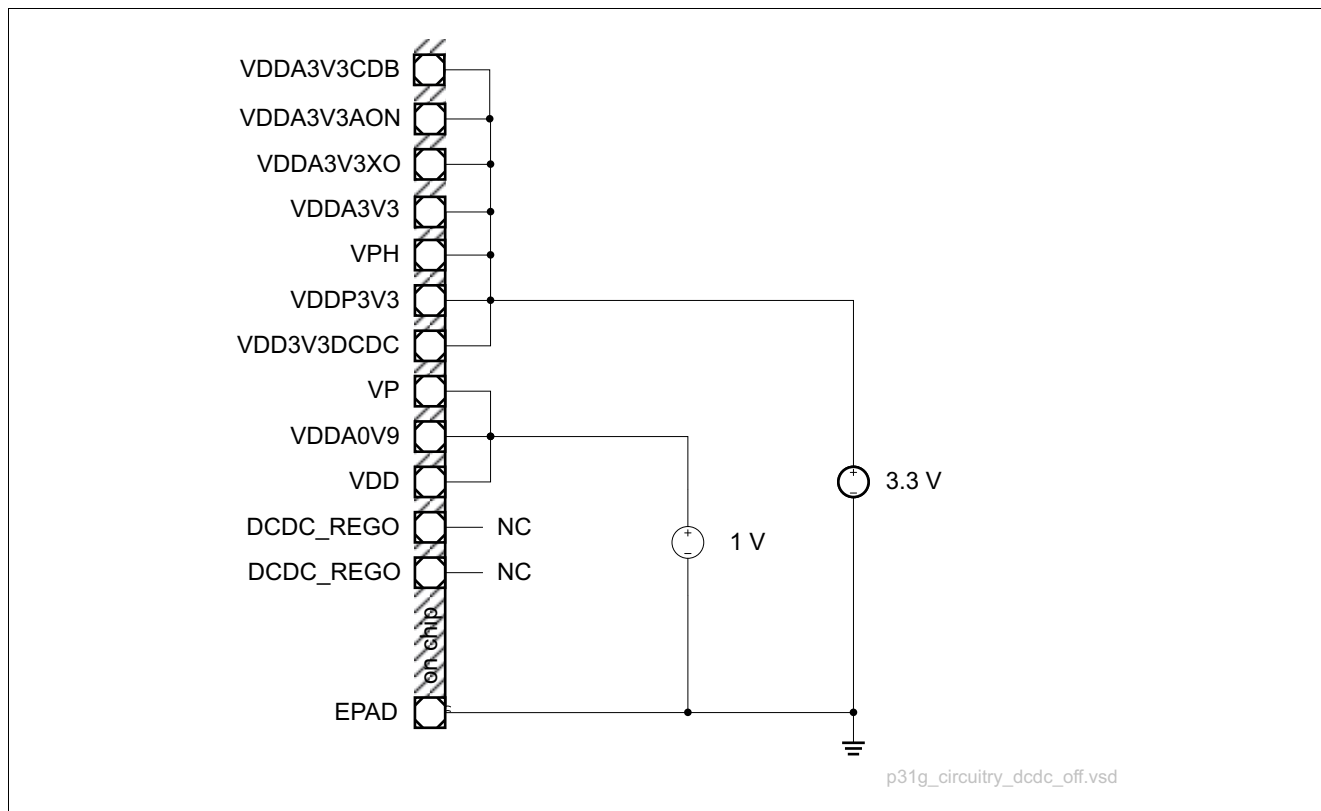 VDDA3V3CDB
VDDA3V3AON
VDDA3V3XO
VDDA3V3
VPH
VDDP3V3
VDD3V3DCDC
VP
VDDA0V9
VDD
3.3 V
DCDC_REGO NC
1 V
DCDC_REGO NC
on chip
EPAD
p31g_circuitry_dcdc_off.vsd